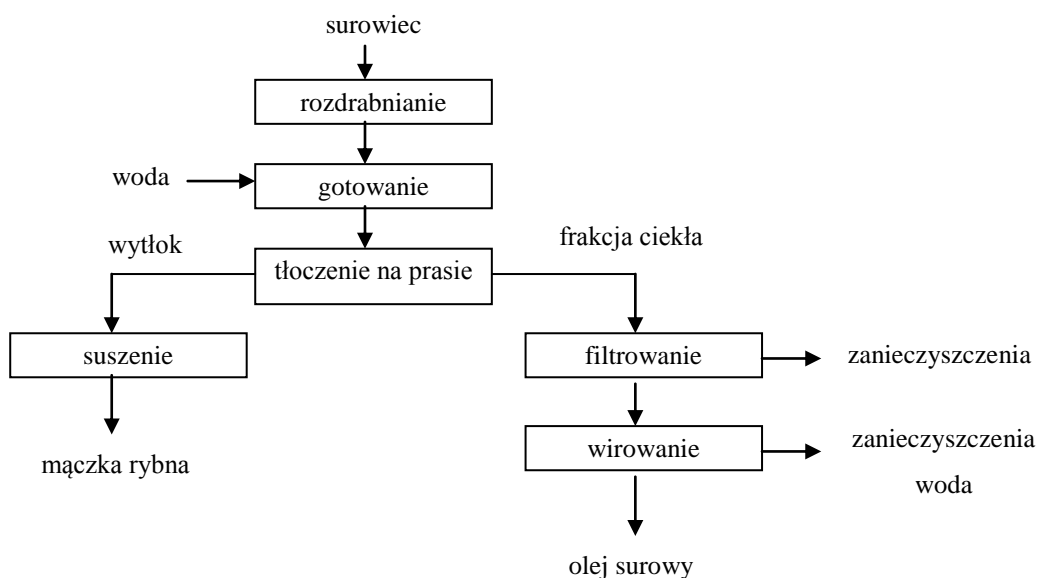 surowiec
rozdrabnianie
woda
gotowanie
wytłok
frakcja ciekła
tłoczenie na prasie
suszenie
filtrowanie
zanieczyszczenia
mączka rybna
wirowanie
zanieczyszczenia
woda
olej surowy